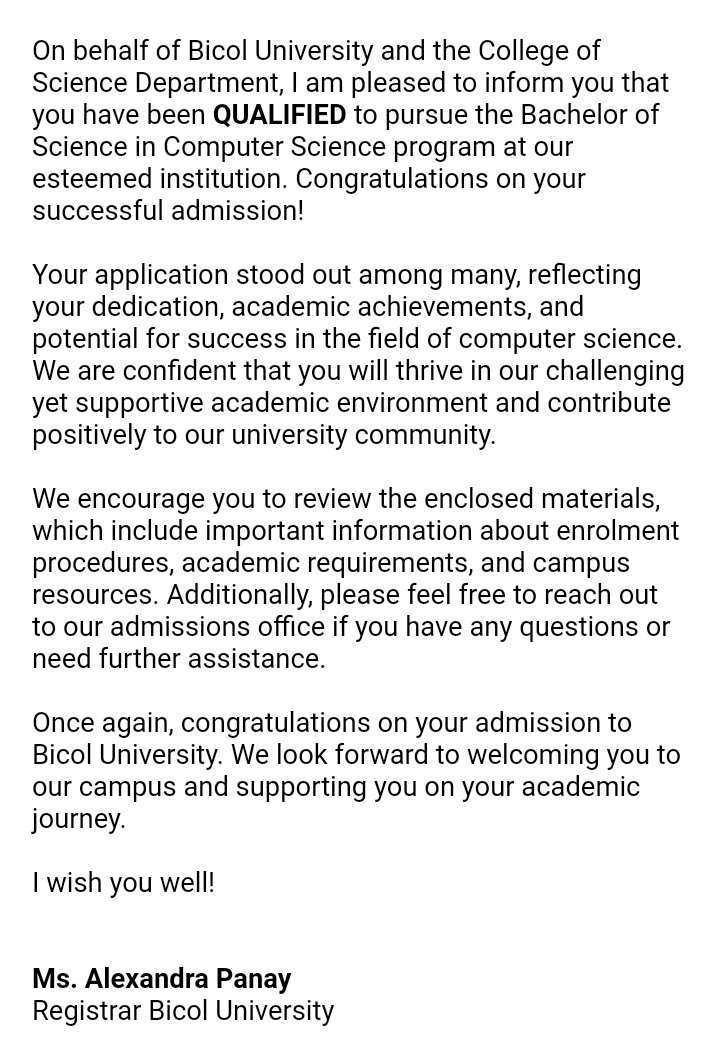 On behalf of Bicol University and the College of
Science Department, I am pleased to inform you that
you have been QUALIFIED to pursue the Bachelor of
Science in Computer Science program at our
esteemed institution. Congratulations on your
successful admission!
Your application stood out among many, reflecting
your dedication, academic achievements, and
potential for success in the field of computer science.
We are confident that you will thrive in our challenging
yet supportive academic environment and contribute
positively to our university community.
We encourage you to review the enclosed materials,
which include important information about enrolment
procedures, academic requirements, and campus
resources. Additionally, please feel free to reach out
to our admissions office if you have any questions or
need further assistance.
Once again, congratulations on your admission to
Bicol University. We look forward to welcoming you to
our campus and supporting you on your academic
journey.
I wish you well!
Ms. Alexandra Panay
Registrar Bicol University